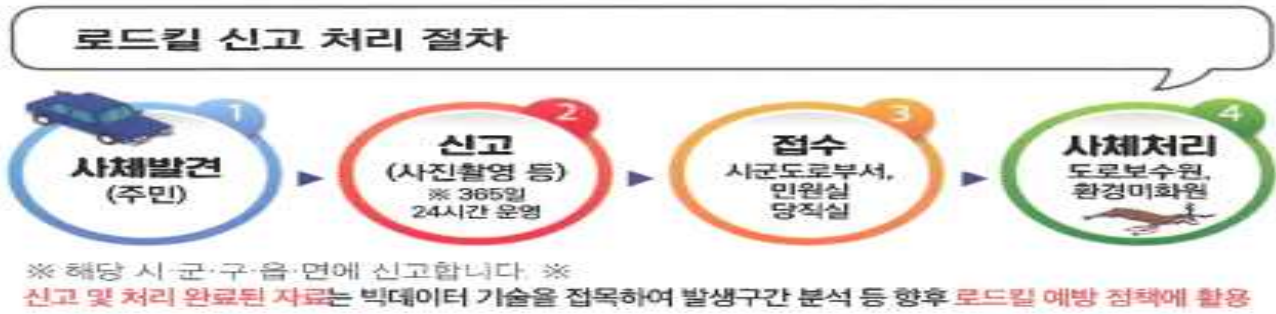 로드킬 신고 처리 절차
1
사체발견
(주민)
2
신고
(사진촬영 등)
※ 365일
24시간 운영
3
접수
시군도로부서,
민원실
당직실
4
사체처리
도로보수원,
환경미화원
※ 해당 시·군·구·읍·면에 신고합니다. ※
신고 및 처리 완료된 자료는 빅데이터 기술을 접목하여 발생구간 분석 등 향후 로드킬 예방 정책에 활용